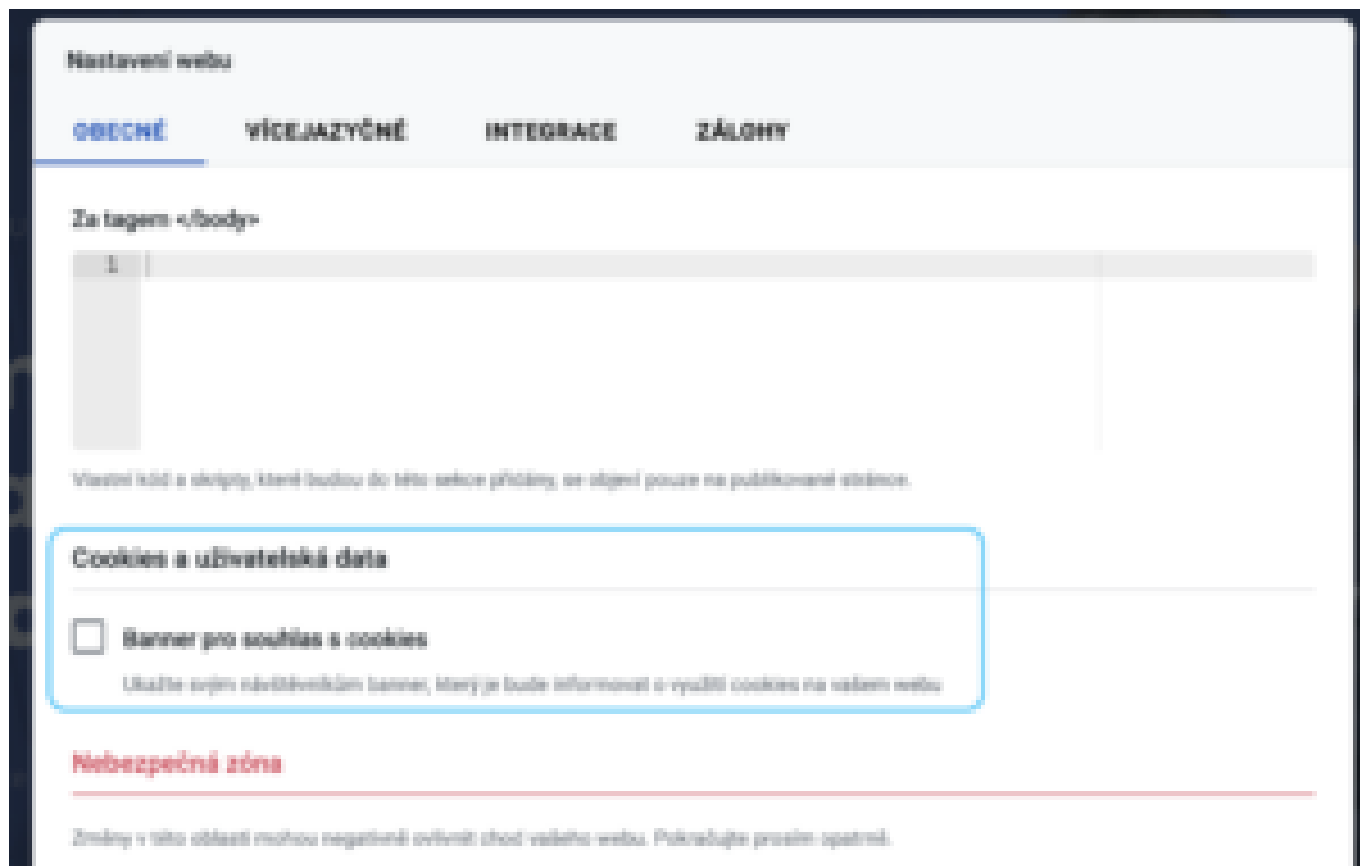 Nastavení webu
OBECNÉ VÍCEJAZYČNÉ INTEGRACE ZÁLOHY
Za tagem </body>
1
Vlastní kód a skripty, které budou do této sekce přidány, se objeví pouze na publikované stránce.
Cookies a uživatelská data
Banner pro souhlas s cookies
Ukažte svým návštěvníkům banner, který je bude informovat o využití cookies na vašem webu
Nebezpečná zóna
Změny v této oblasti mohou negativně ovlivnit chod vašeho webu. Pokračujte prosím opatrně.